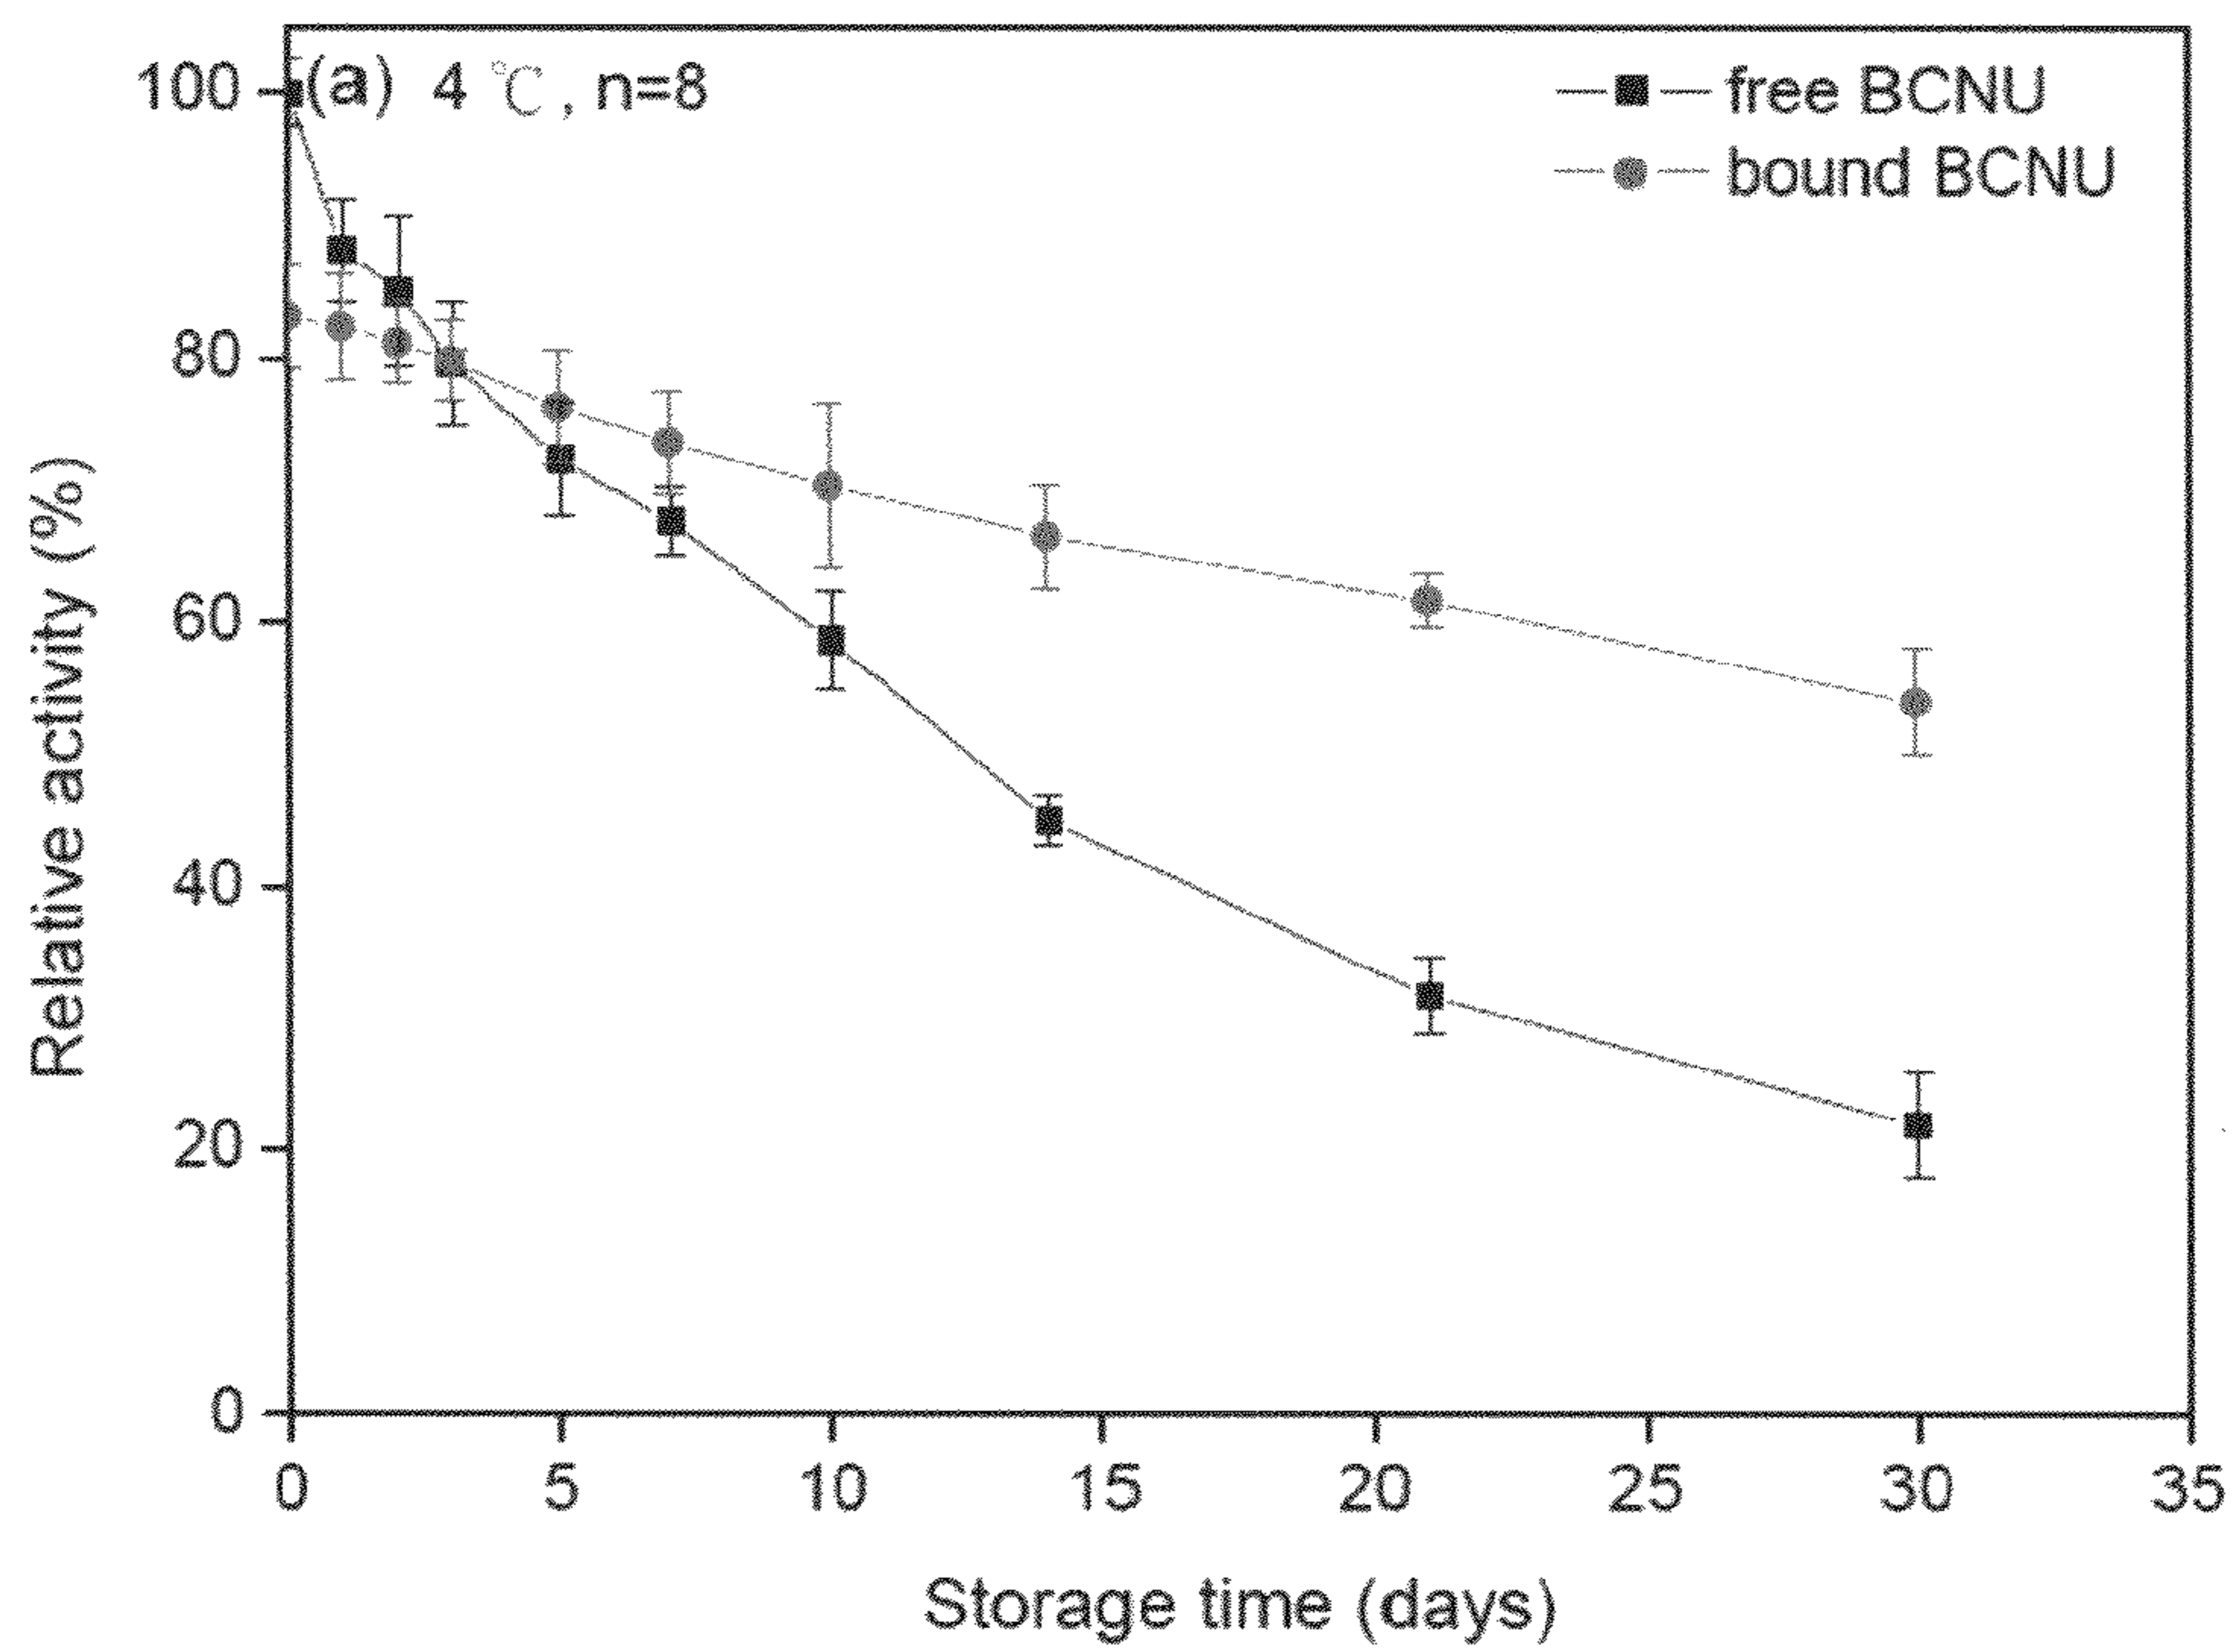 (a) 4 ℃, n=8
free BCNU
bound BCNU
Relative activity (%)
100
80
60
40
20
0
0 5 10 15 20 25 30 35
Storage time (days)